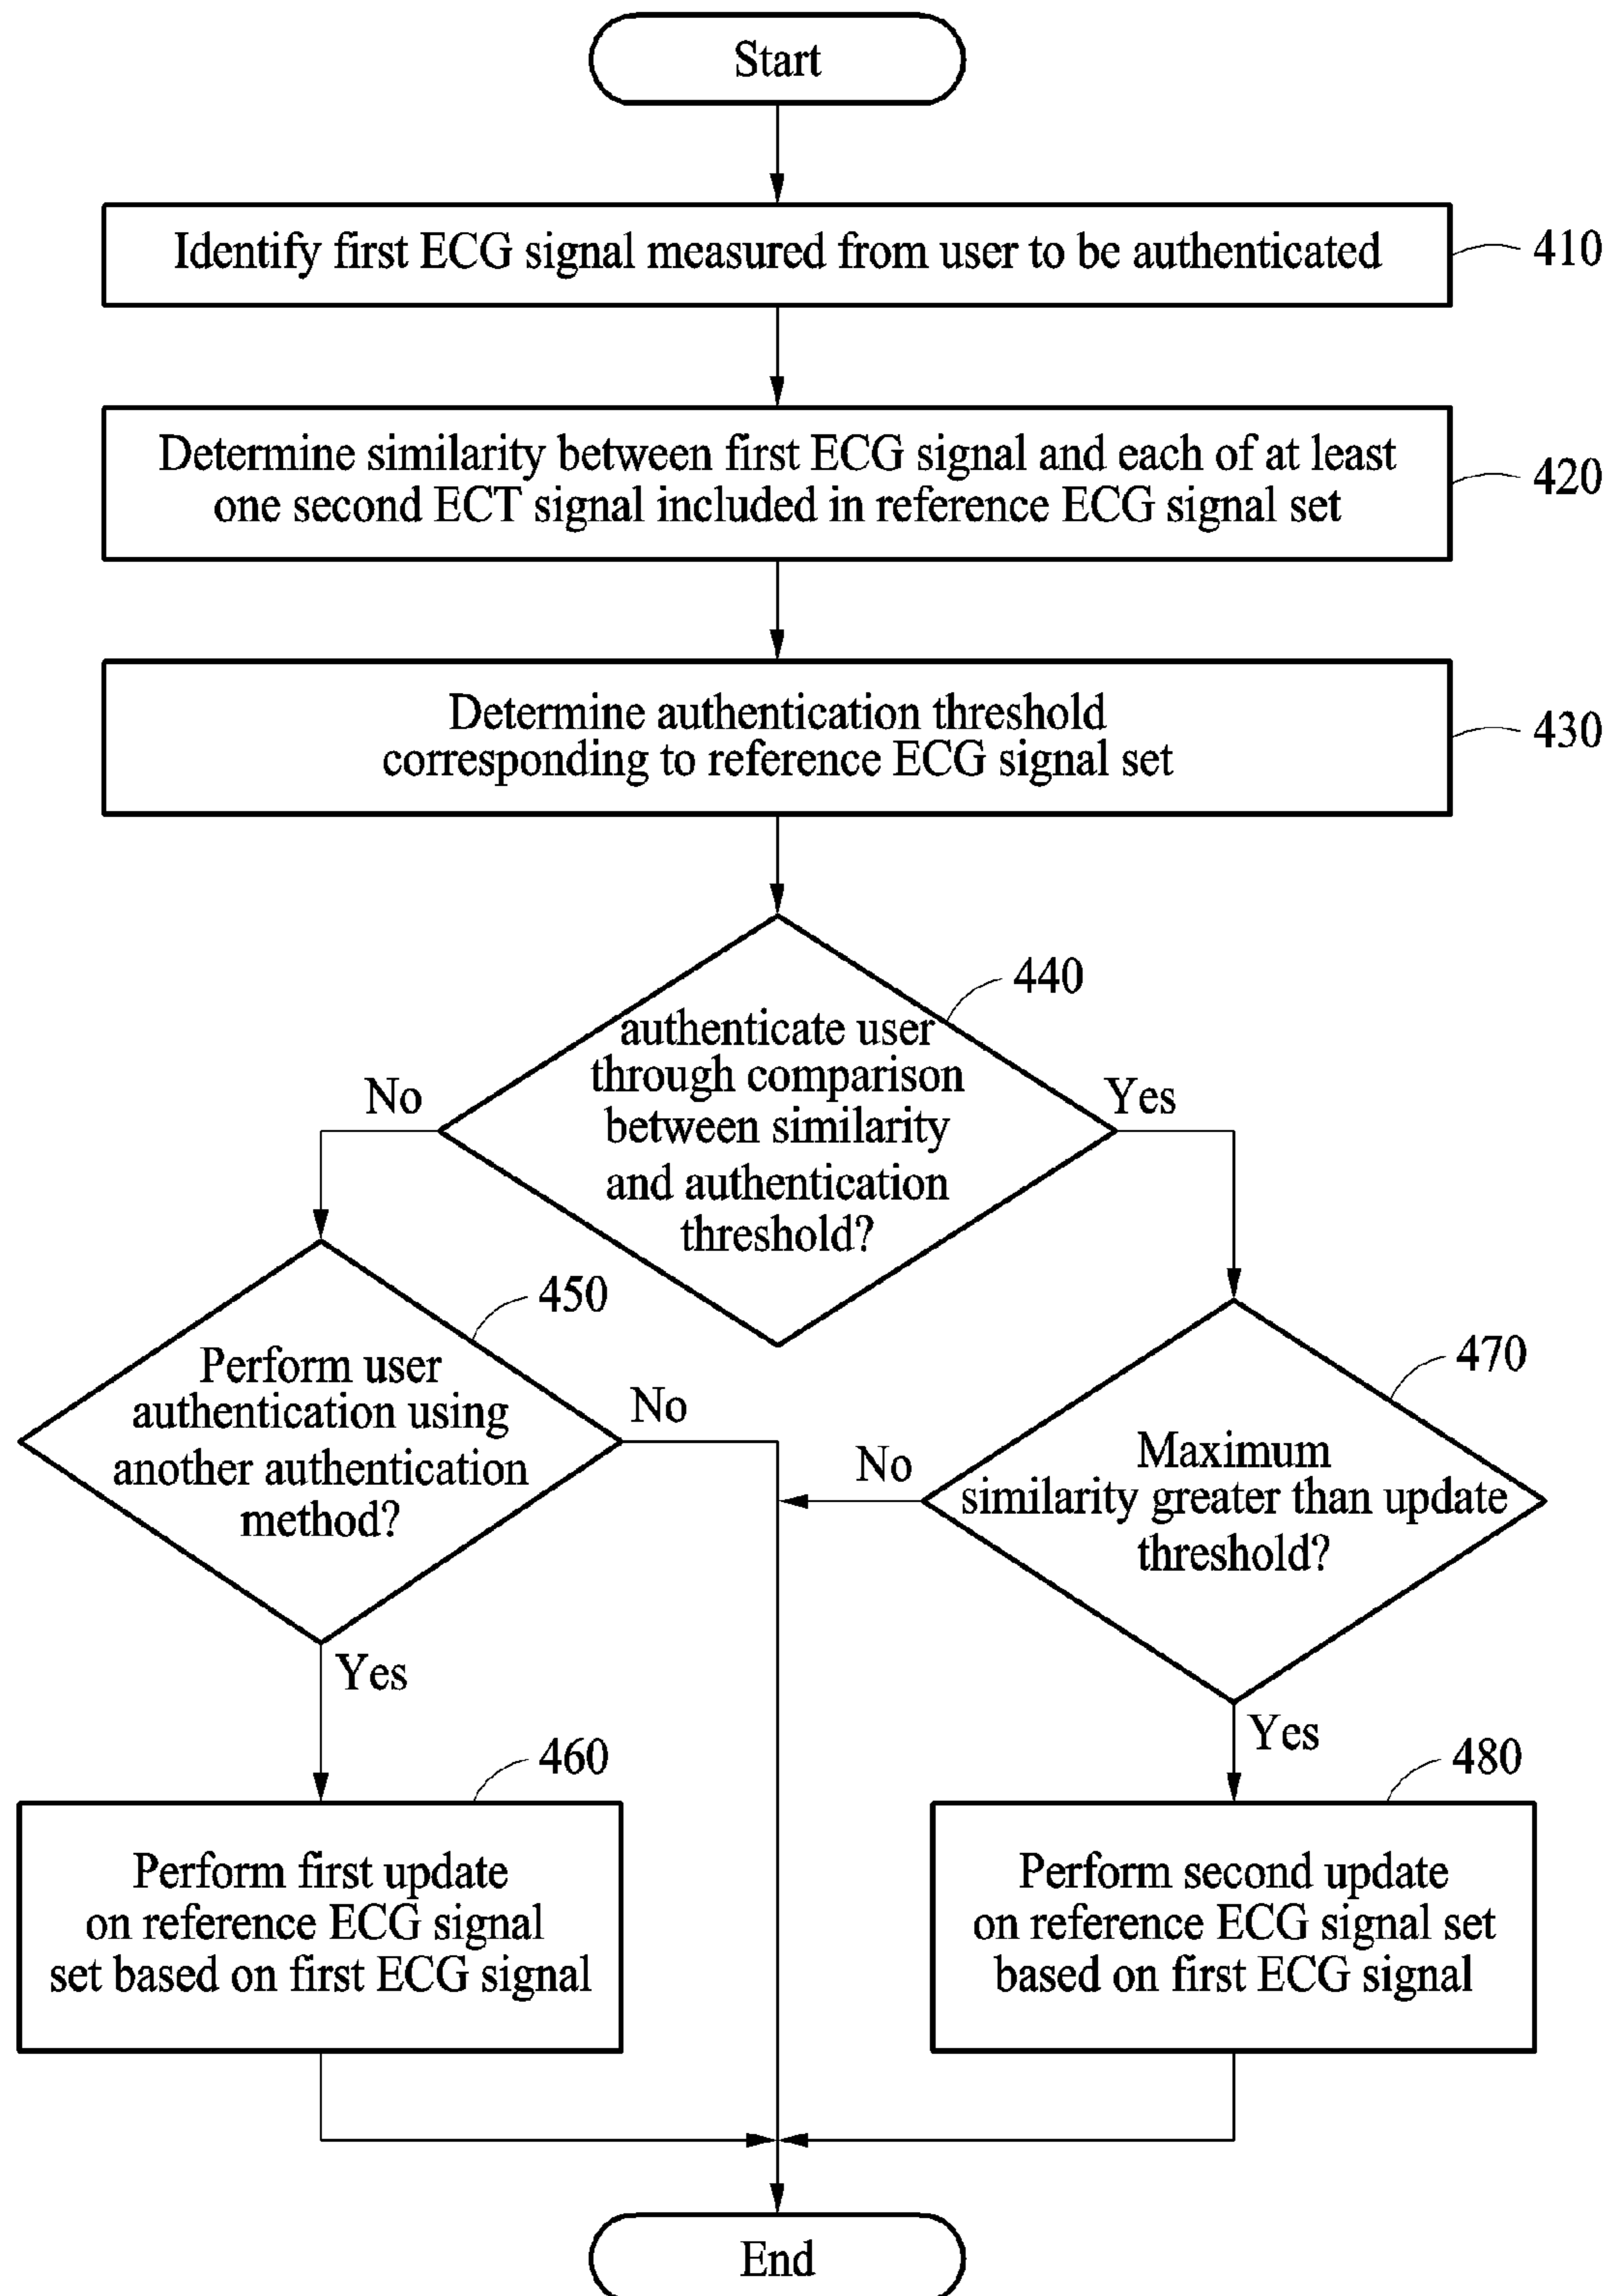 Start
Identify first ECG signal measured from user to be authenticated
410
Determine similarity between first ECG signal and each of at least
one second ECT signal included in reference ECG signal set
420
Determine authentication threshold
corresponding to reference ECG signal set
430
440
authenticate user
through comparison
between similarity
and authentication
threshold?
No
Yes
450
Perform user
authentication using
another authentication
method?
No
Yes
470
Maximum
similarity greater than update
threshold?
No
Yes
460
Perform first update
on reference ECG signal
set based on first ECG signal
480
Perform second update
on reference ECG signal set
based on first ECG signal
End